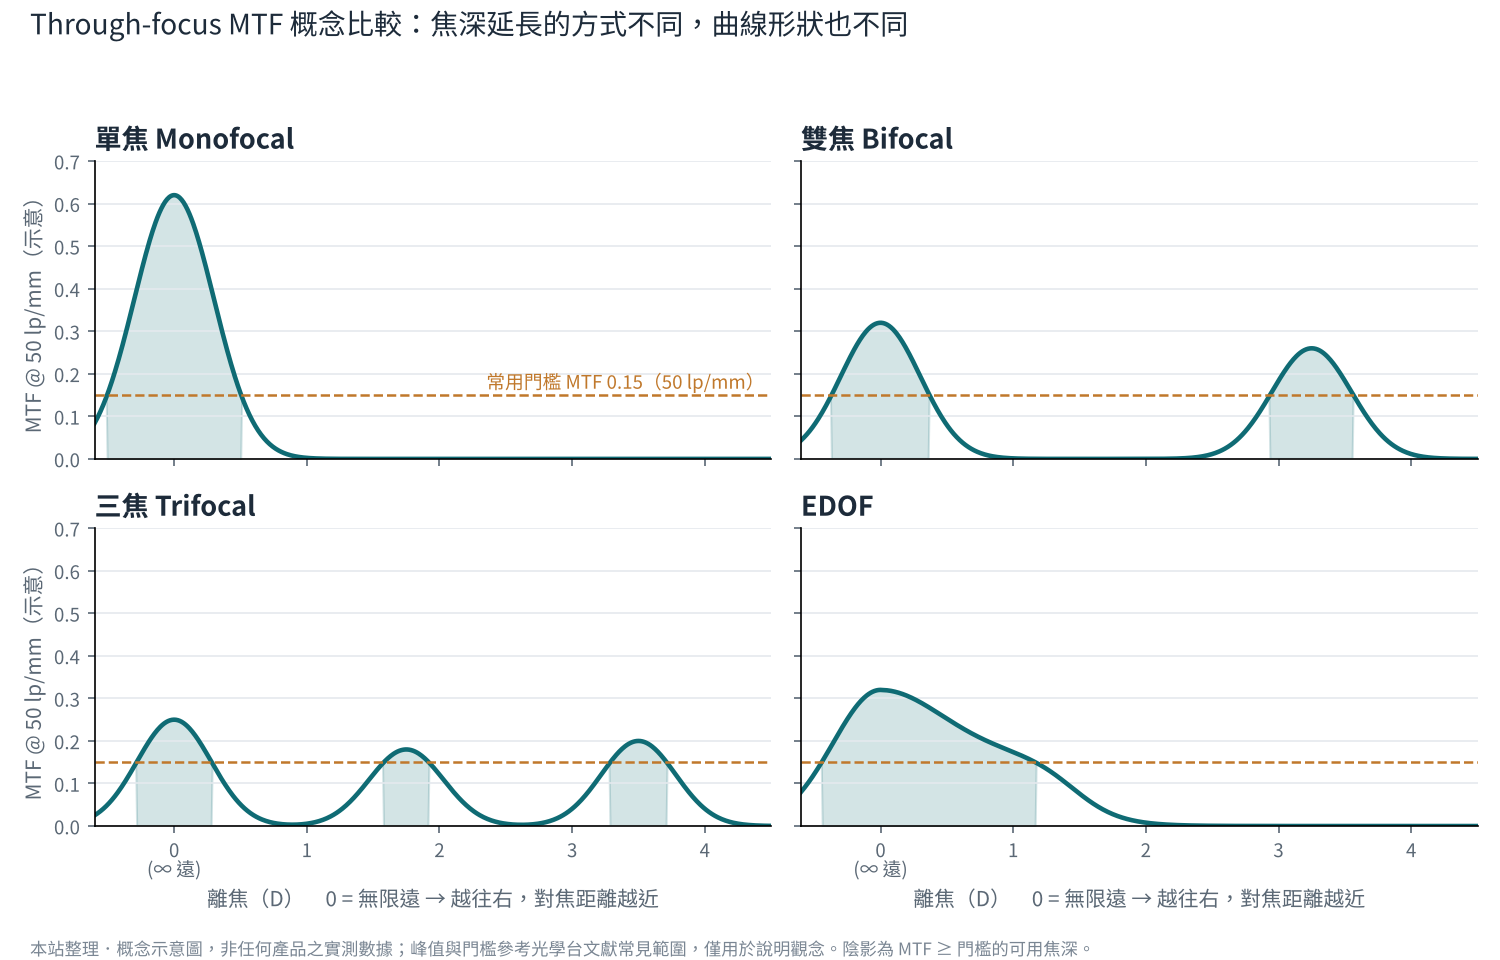 Through-focus MTF 概念比較：焦深延長的方式不同，曲線形狀也不同
單焦 Monofocal
0.7
0.6
0.5
0.4
0.3
0.2
0.1
0.0
MTF @ 50 lp/mm（示意）
常用門檻 MTF 0.15（50 lp/mm）
雙焦 Bifocal
三焦 Trifocal
0.7
0.6
0.5
0.4
0.3
0.2
0.1
0.0
MTF @ 50 lp/mm（示意）
0 1 2 3 4
(∞ 遠)
離焦（D） 0 = 無限遠 → 越往右，對焦距離越近
EDOF
0 1 2 3 4
(∞ 遠)
離焦（D） 0 = 無限遠 → 越往右，對焦距離越近
本站整理．概念示意圖，非任何產品之實測數據；峰值與門檻參考光學台文獻常見範圍，僅用於說明觀念。陰影為 MTF ≥ 門檻的可用焦深。